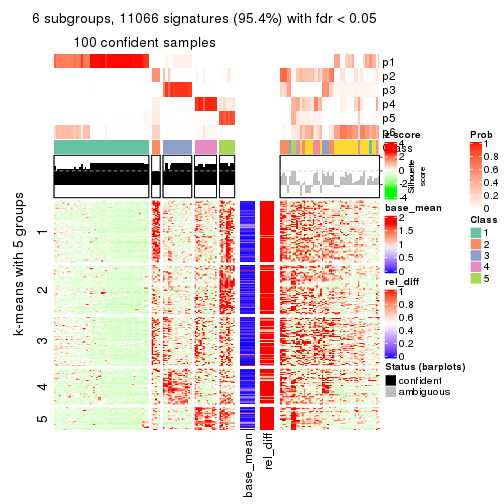 6 subgroups, 11066 signatures (95.4%) with fdr < 0.05
100 confident samples
p1
p2
p3
p4
p5
p6
Class
z-score
4
2
0
-2
-4
Silhouette
score
Prob
1
0.8
0.6
0.4
0.2
0
Class
1
2
3
4
5
base_mean
2
1.5
1
0.5
0
rel_diff
1
0.8
0.6
0.4
0.2
0
Status (barplots)
confident
ambiguous
k-means with 5 groups
1
2
3
4
5
base_mean
rel_diff